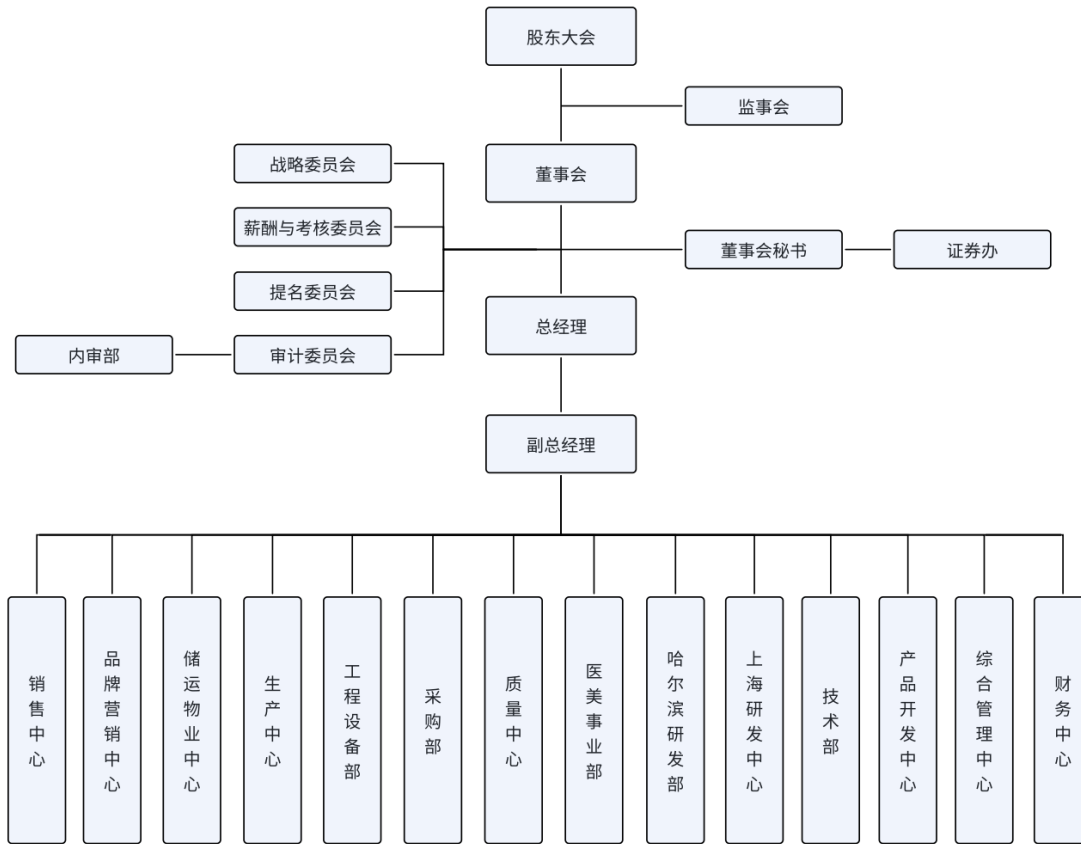 股东大会
监事会
战略委员会
董事会
薪酬与考核委员会
董事会秘书
证券办
提名委员会
总经理
内审部
审计委员会
副总经理
销售中心
品牌营销中心
储运物业中心
生产中心
工程设备部
采购部
质量中心
医美事业部
哈尔滨研发部
上海研发中心
技术部
产品开发中心
综合管理中心
财务中心